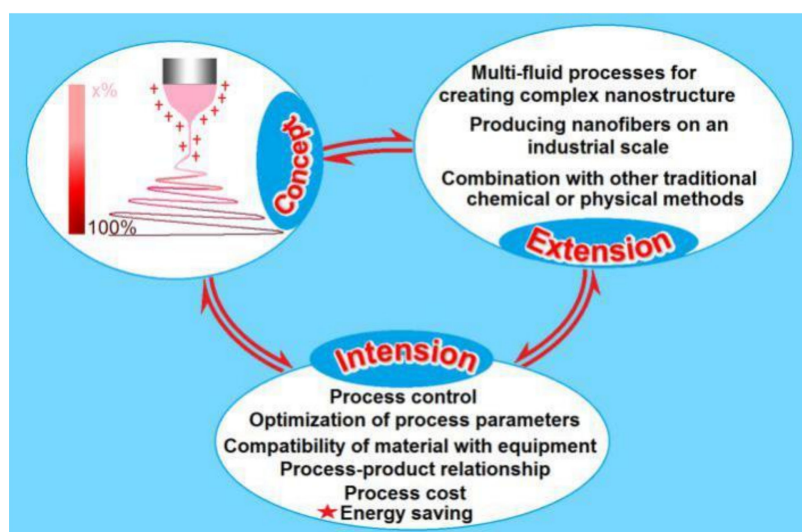 x%
100%
Concept
Multi-fluid processes for
creating complex nanostructure
Producing nanofibers on an
industrial scale
Combination with other traditional
chemical or physical methods
Extension
Intension
Process control
Optimization of process parameters
Compatibility of material with equipment
Process-product relationship
Process cost
Energy saving